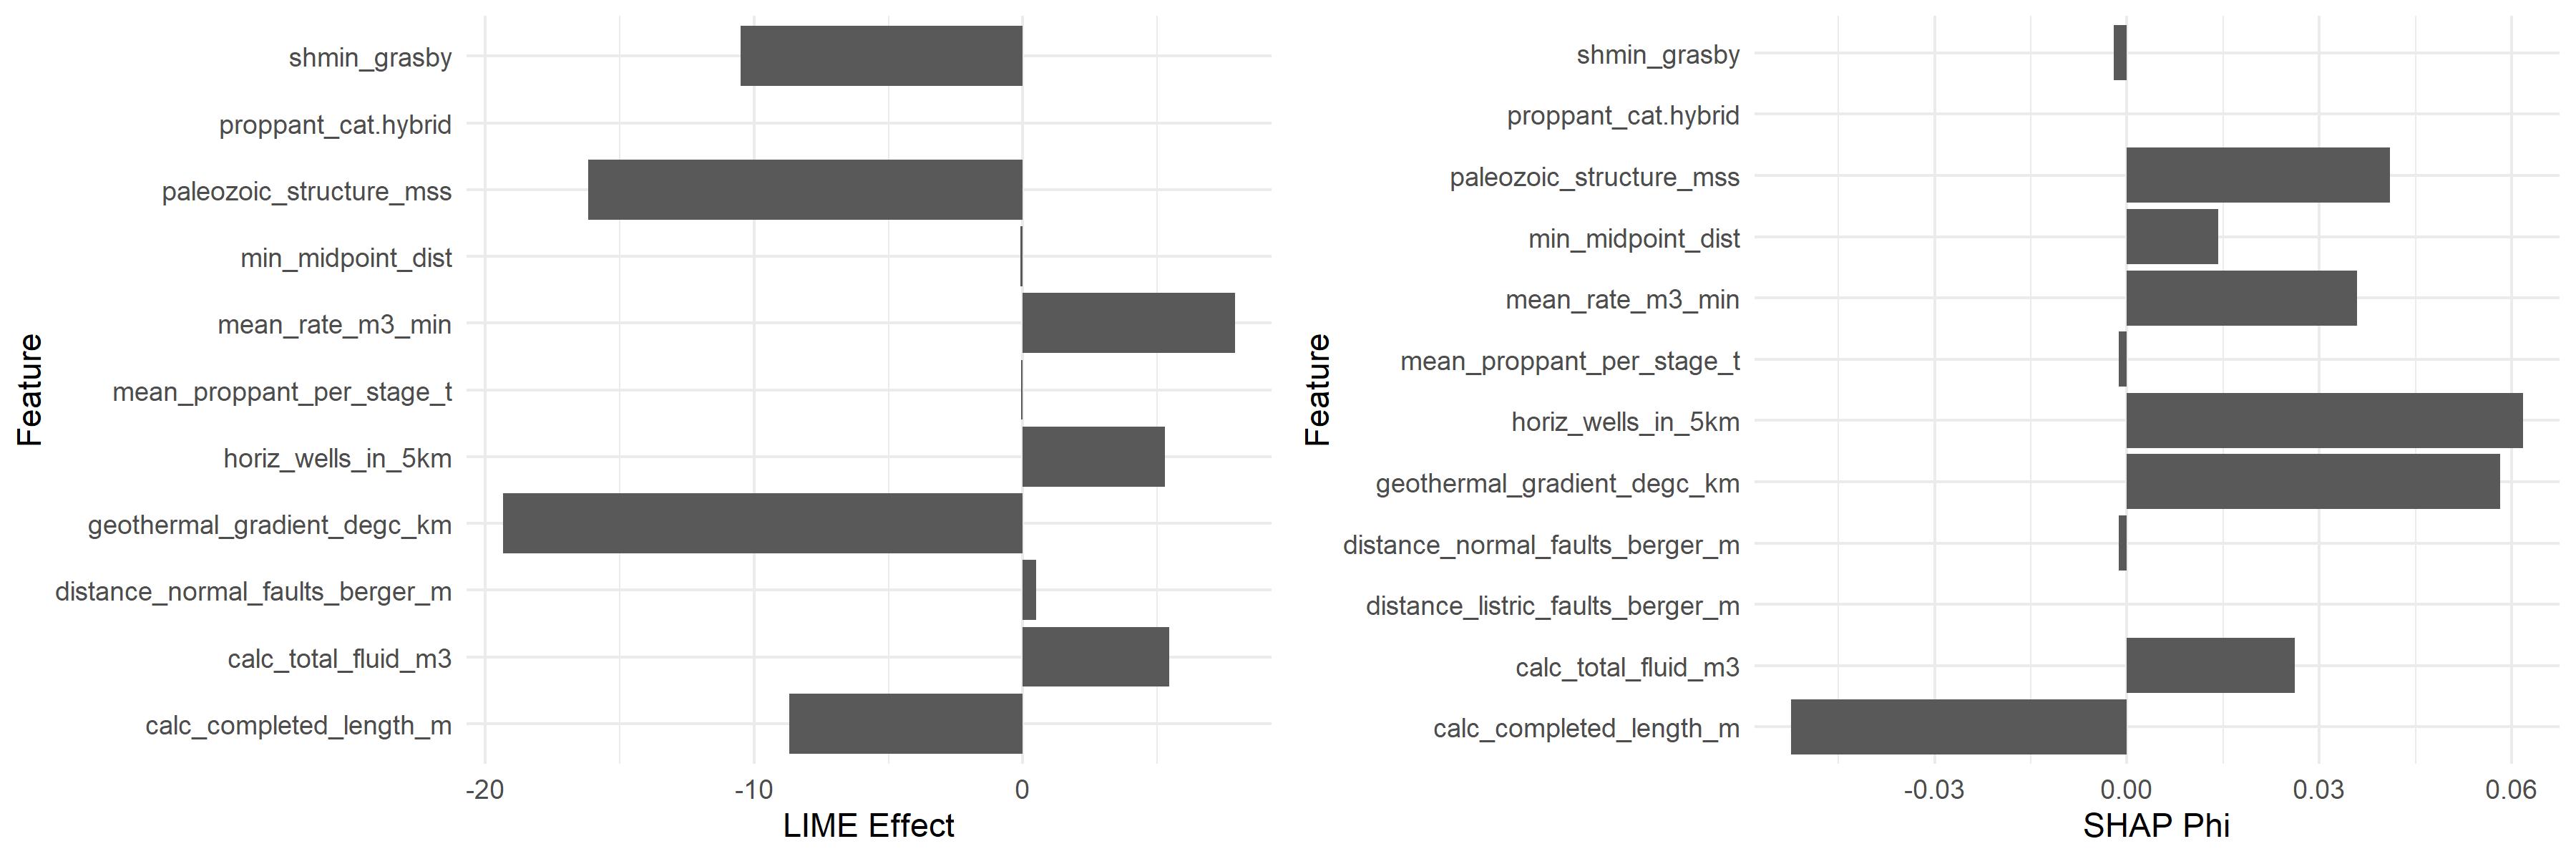 Feature
shmin_grasby
proppant_cat.hybrid
paleozoic_structure_mss
min_midpoint_dist
mean_rate_m3_min
mean_proppant_per_stage_t
horiz_wells_in_5km
geothermal_gradient_degc_km
distance_normal_faults_berger_m
calc_total_fluid_m3
calc_completed_length_m
-20 -10 0
LIME Effect
Feature
shmin_grasby
proppant_cat.hybrid
paleozoic_structure_mss
min_midpoint_dist
mean_rate_m3_min
mean_proppant_per_stage_t
horiz_wells_in_5km
geothermal_gradient_degc_km
distance_normal_faults_berger_m
distance_listric_faults_berger_m
calc_total_fluid_m3
calc_completed_length_m
-0.03 0.00 0.03 0.06
SHAP Phi